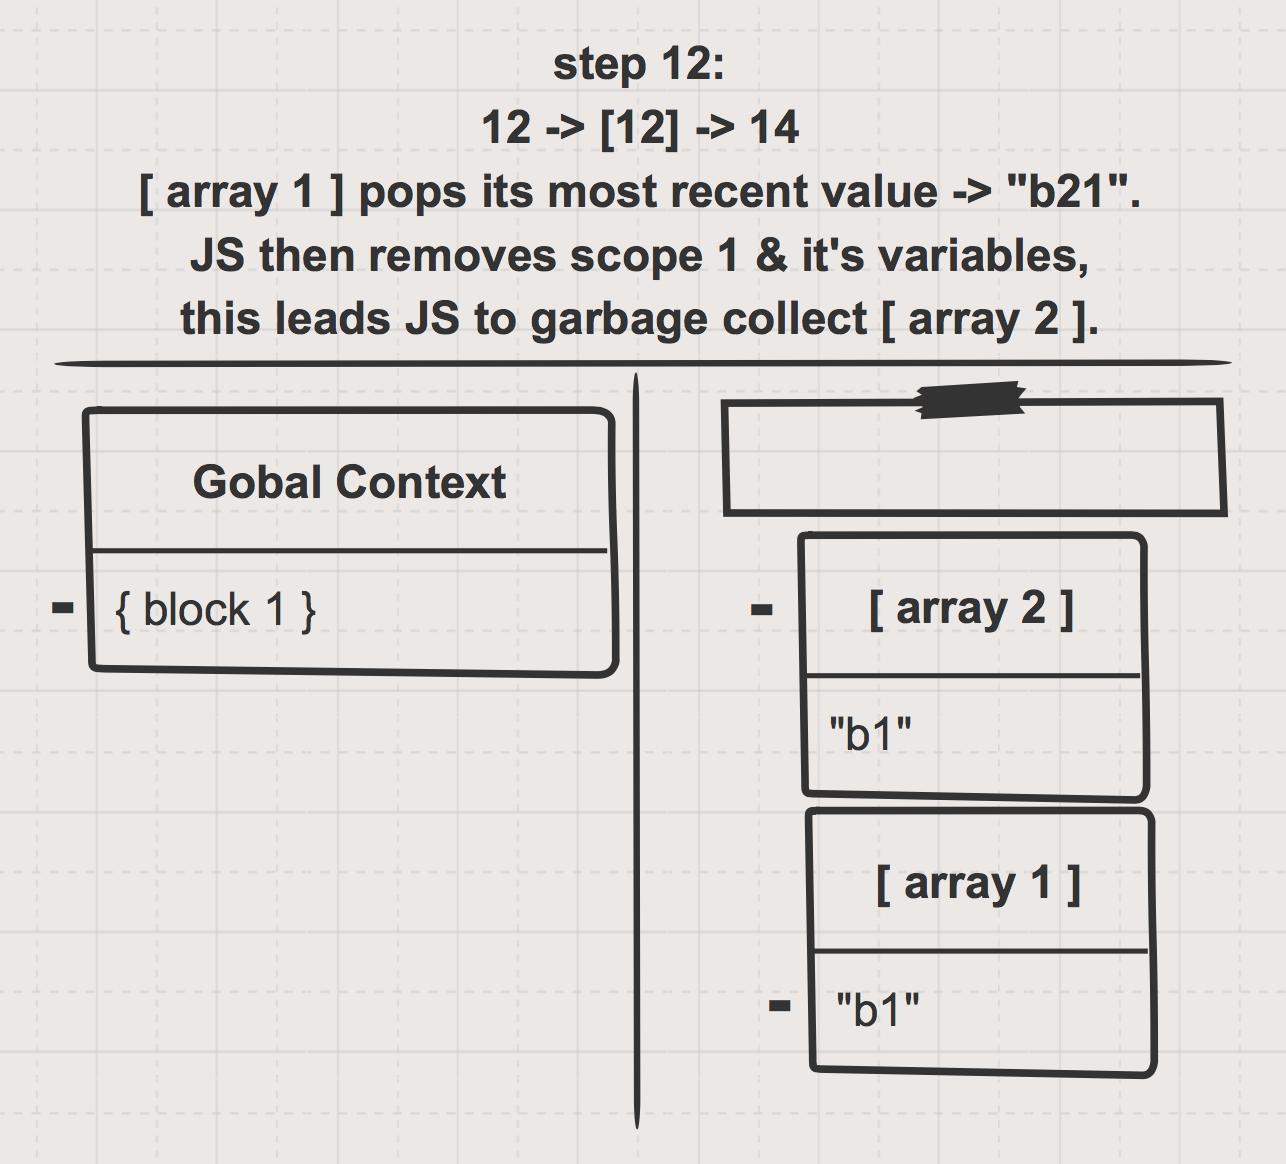 step 12:
12 -> [12] -> 14
[ array 1 ] pops its most recent value -> "b21".
JS then removes scope 1 & it's variables,
this leads JS to garbage collect [ array 2 ].
Gobal Context
- { block 1 }
- [ array 2 ]
"b1"
[ array 1 ]
- "b1"